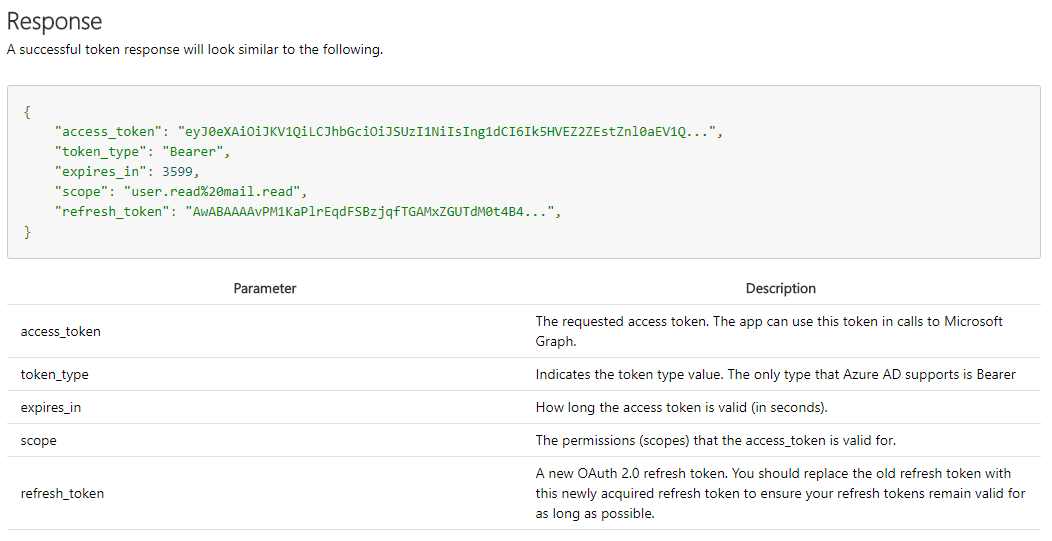 Response
A successful token response will look similar to the following.
{
"access_token": "eyJ0eXAiOiJKV1QiLCJhbGciOiJSUzI1NiIsIng1dCI6Ik5HVEZ2ZEstZnl0aEV1Q...",
"token_type": "Bearer",
"expires_in": 3599,
"scope": "user.read%20mail.read",
"refresh_token": "AwABAAAAvPM1KaPlrEqdFSBzjqfTGAMxZGUTdM0t4B4...",
}
Parameter Description
access_token The requested access token. The app can use this token in calls to Microsoft
Graph.
token_type Indicates the token type value. The only type that Azure AD supports is Bearer
expires_in How long the access token is valid (in seconds).
scope The permissions (scopes) that the access_token is valid for.
A new OAuth 2.0 refresh token. You should replace the old refresh token with
refresh_token this newly acquired refresh token to ensure your refresh tokens remain valid for
as long as possible.